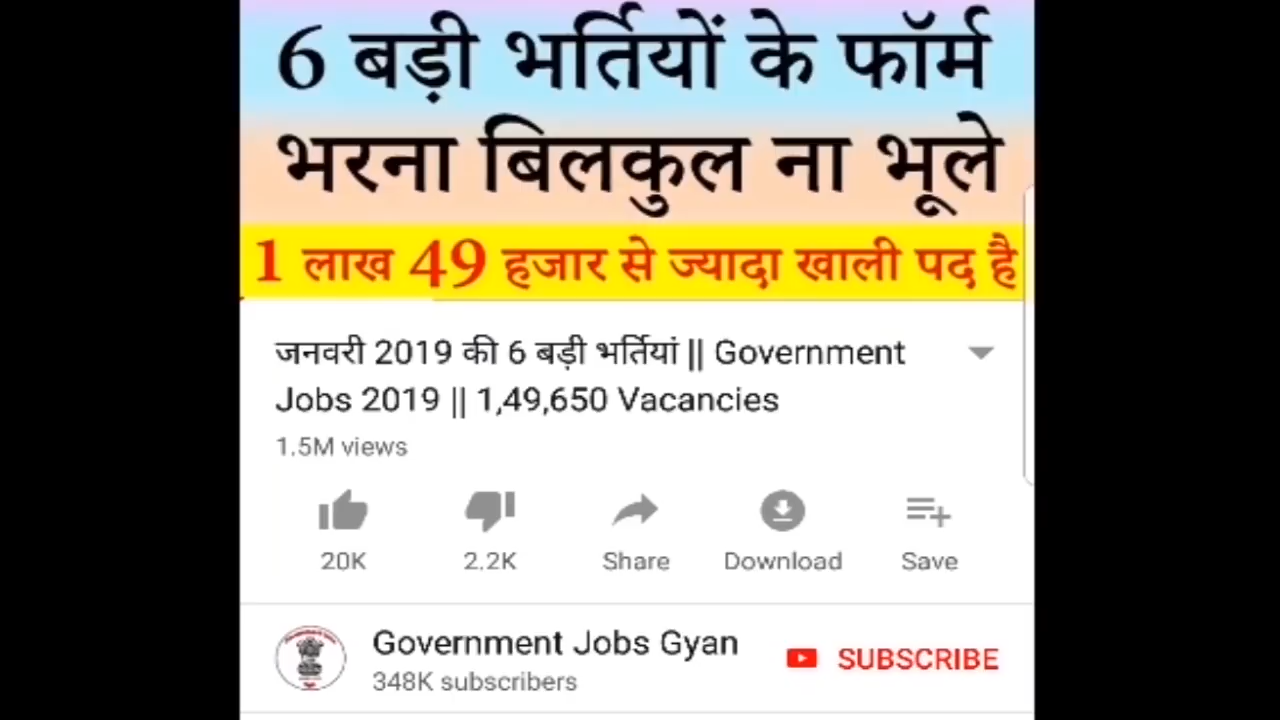 6 बड़ी भर्तियों के फॉर्म
भरना बिलकुल ना भूले
1 लाख 49 हजार से ज्यादा खाली पद है
जनवरी 2019 की 6 बड़ी भर्तियां || Government
Jobs 2019 || 1,49,650 Vacancies
1.5M views
20K 2.2K Share Download Save
Government Jobs Gyan
348K subscribers
SUBSCRIBE